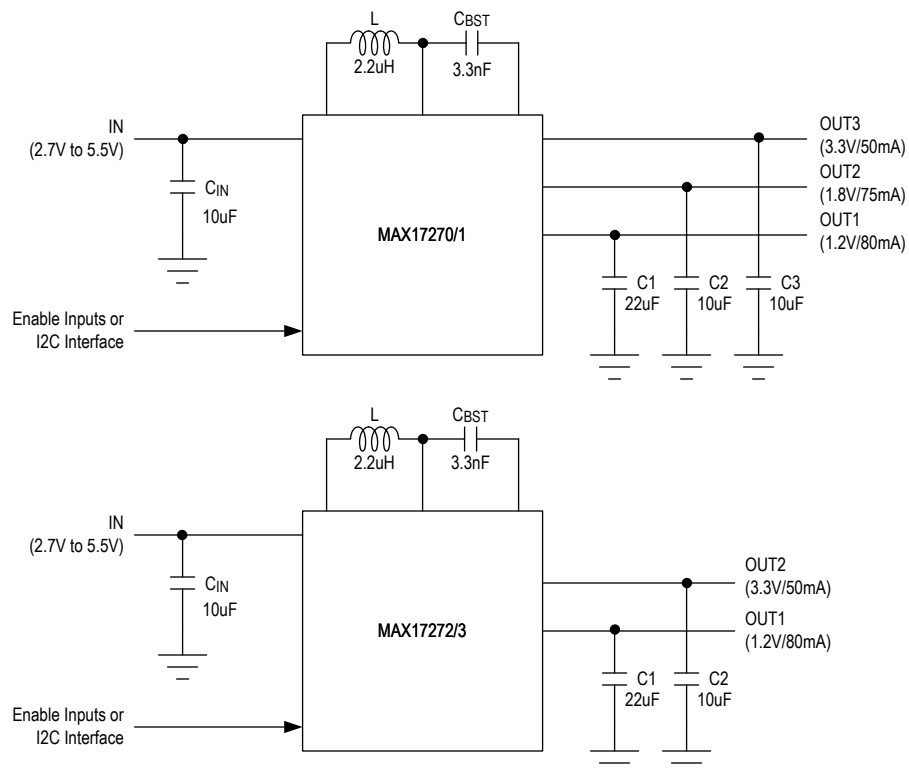 L
CBST
2.2uH
3.3nF
IN
(2.7V to 5.5V)
CIN
10uF
MAX17270/1
OUT3
(3.3V/50mA)
OUT2
(1.8V/75mA)
OUT1
(1.2V/80mA)
C1
22uF
C2
10uF
C3
10uF
Enable Inputs or
I2C Interface
L
CBST
2.2uH
3.3nF
IN
(2.7V to 5.5V)
CIN
10uF
MAX17272/3
OUT2
(3.3V/50mA)
OUT1
(1.2V/80mA)
C1
22uF
C2
10uF
Enable Inputs or
I2C Interface